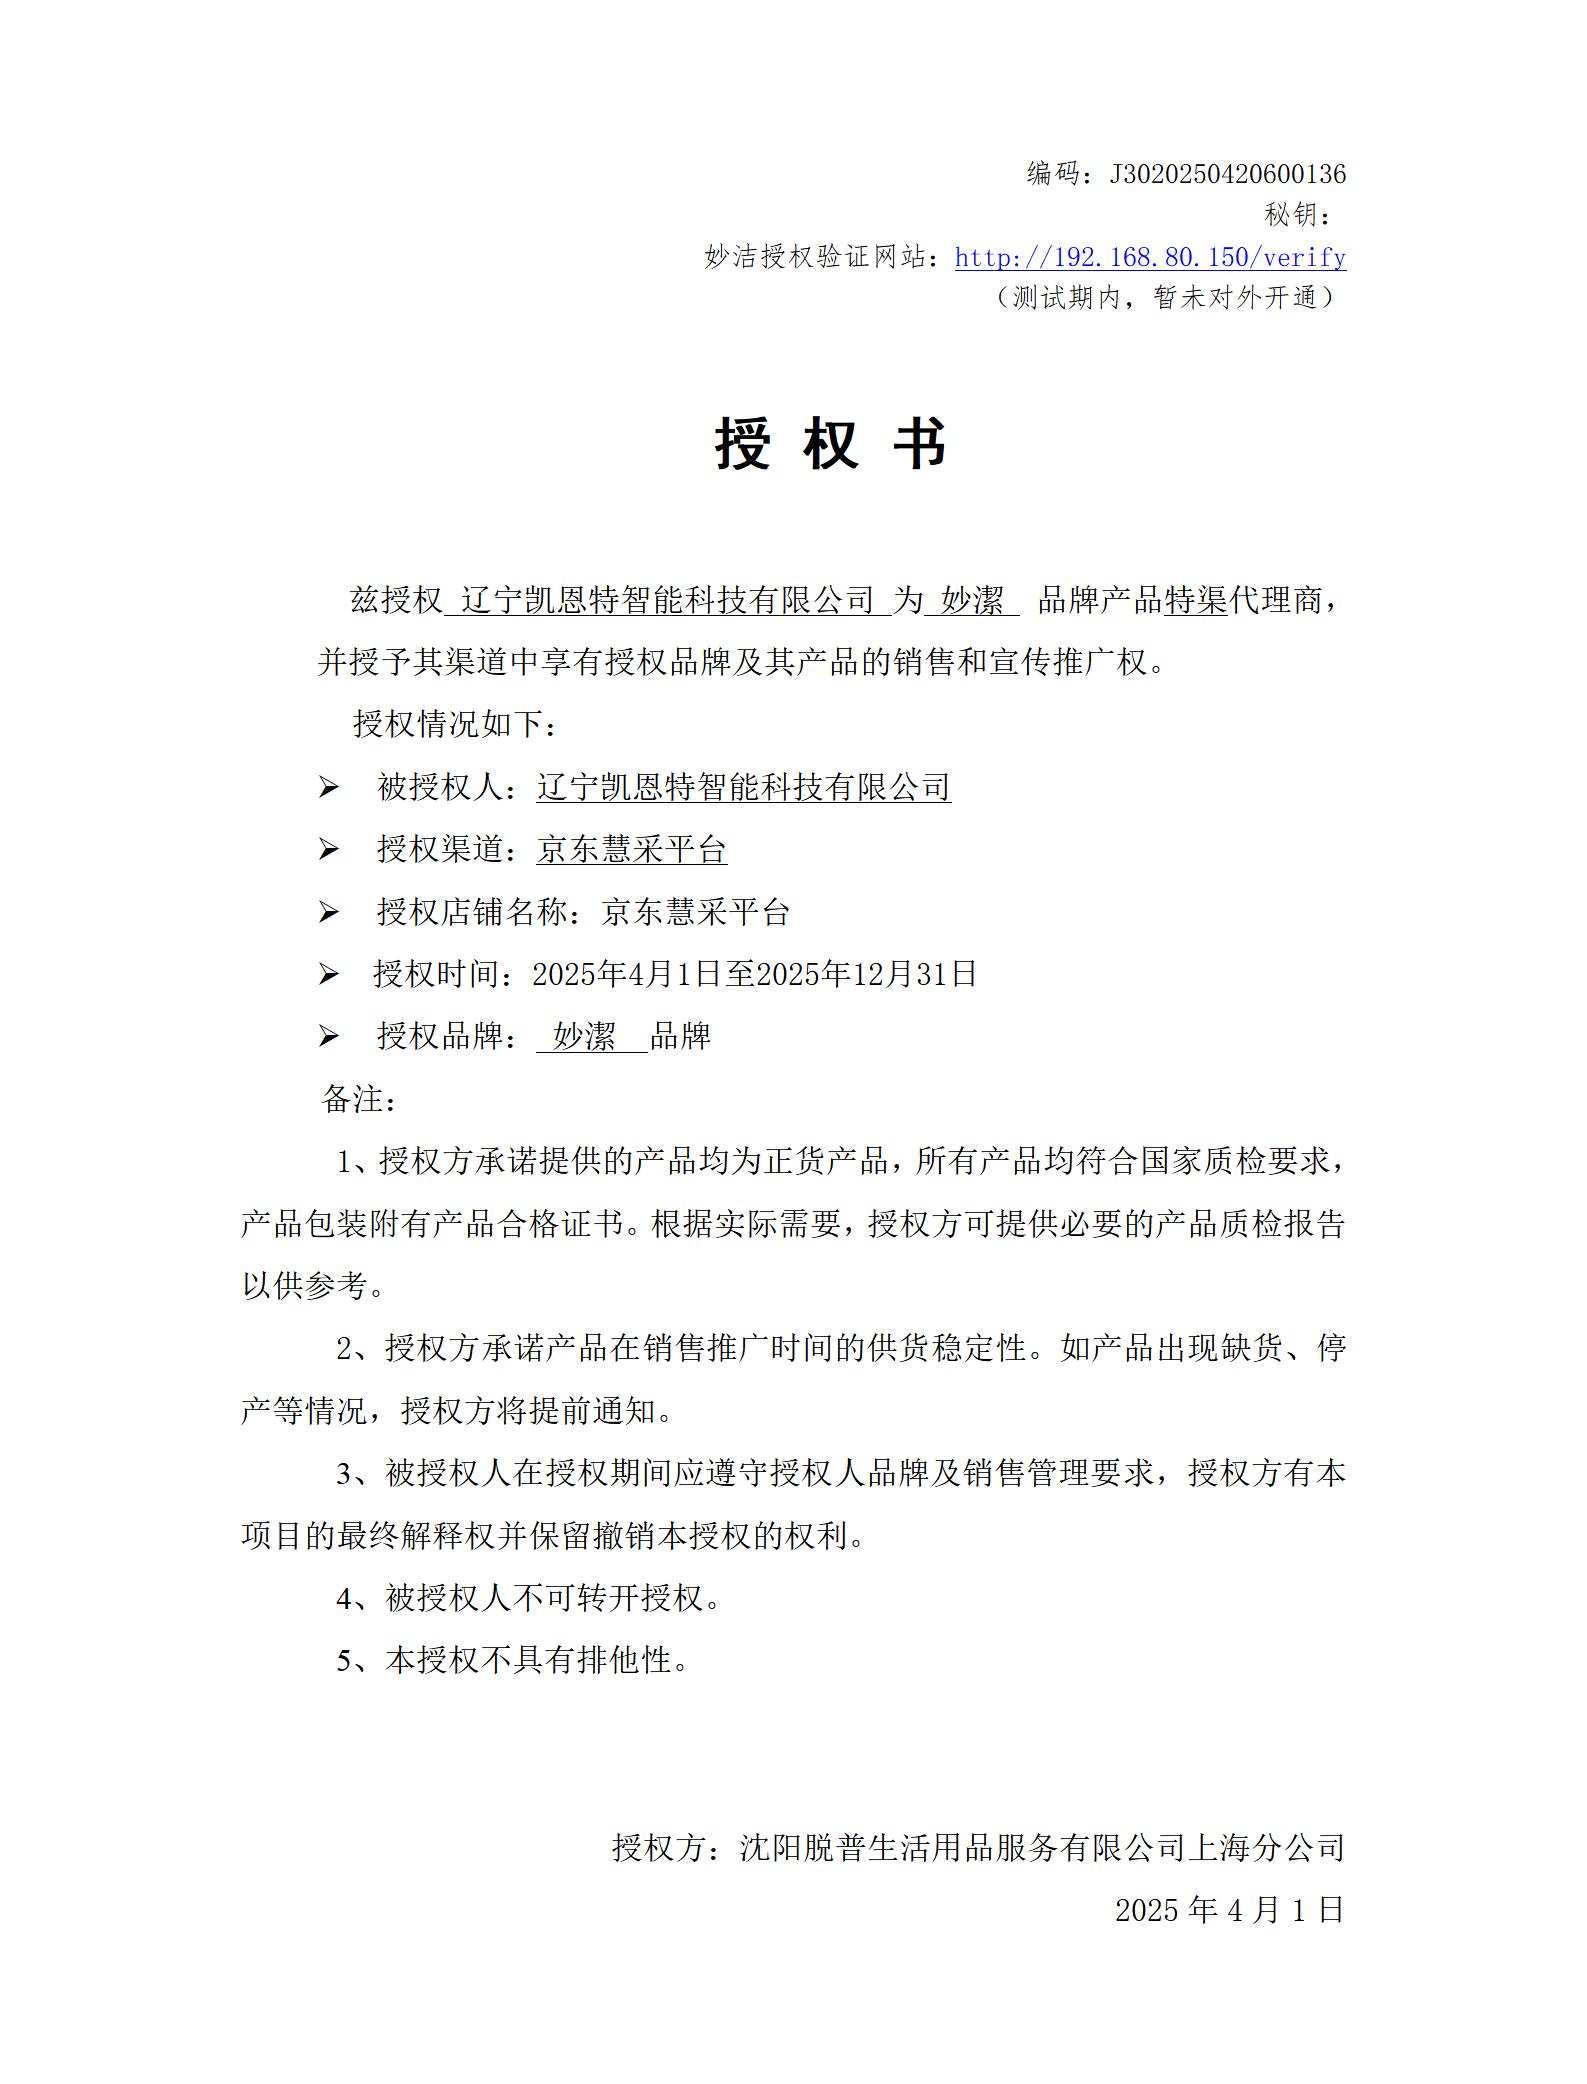 编码：J3020250420600136
秘钥：
妙洁授权验证网站：http://192.168.80.150/verify
（测试期内，暂未对外开通）
授 权 书
兹授权 辽宁凯恩特智能科技有限公司 为 妙潔 品牌产品特渠代理商，
并授予其渠道中享有授权品牌及其产品的销售和宣传推广权。
授权情况如下：
➢ 被授权人：辽宁凯恩特智能科技有限公司
➢ 授权渠道：京东慧采平台
➢ 授权店铺名称：京东慧采平台
➢ 授权时间：2025年4月1日至2025年12月31日
➢ 授权品牌： 妙潔 品牌
备注：
1、授权方承诺提供的产品均为正货产品，所有产品均符合国家质检要求，
产品包装附有产品合格证书。根据实际需要，授权方可提供必要的产品质检报告
以供参考。
2、授权方承诺产品在销售推广时间的供货稳定性。如产品出现缺货、停
产等情况，授权方将提前通知。
3、被授权人在授权期间应遵守授权人品牌及销售管理要求，授权方有本
项目的最终解释权并保留撤销本授权的权利。
4、被授权人不可转开授权。
5、本授权不具有排他性。
授权方：沈阳脱普生活用品服务有限公司上海分公司
2025 年 4 月 1 日